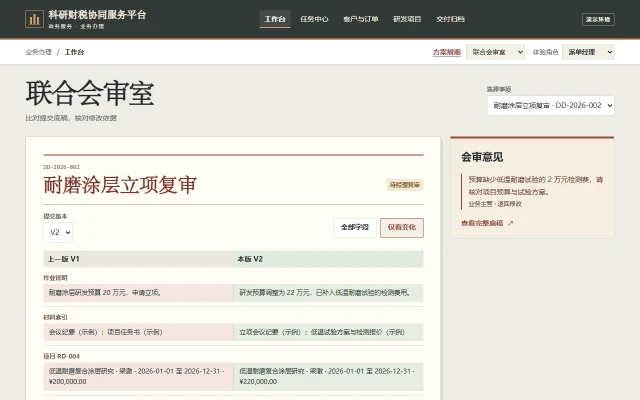 科研财税协同服务平台
政务服务 · 业务办理
工作台
任务中心
客户与订单
研发项目
交付归档
演示环境
业务办理 / 工作台
方案展廊
联合会审室
体验角色
派单经理
联合会审室
比对提交底稿，核对修改依据
选择事项
耐磨涂层立项复审 · DD-2026-002
DD-2026-002
耐磨涂层立项复审
待经理复审
提交版本
V2
全部字段
仅看变化
上一版 V1
本版 V2
作业说明
耐磨涂层研发预算 20 万元，申请立项。
研发预算调整为 22 万元，已补入低温耐磨试验的检测费用。
材料索引
会议纪要（示例）；项目任务书（示例）
立项会议纪要（示例）；低温试验方案与检测报价（示例）
项目 RD-004
低温耐磨复合涂层研究 · 梁澈 · 2026-01-01 至 2026-12-31 ·
¥200,000.00
低温耐磨复合涂层研究 · 梁澈 · 2026-01-01 至 2026-12-31 ·
¥220,000.00
会审意见
预算缺少低温耐磨试验的 2 万元检测费，请
核对项目预算与试验方案。
业务主管 · 退回修改
查看完整底稿 ↗